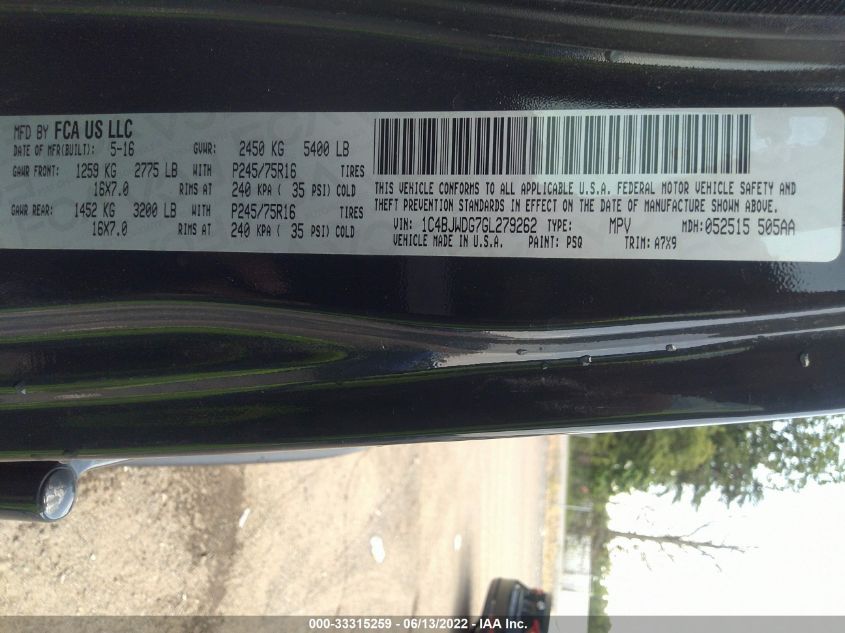 MFD BY FCA US LLC
DATE OF MFR(BUILT): 5-16 GVWR: 2450 KG 5400 LB
GAWR FRONT: 1259 KG 2775 LB WITH P245/75R16 TIRES
16X7.0 RIMS AT 240 KPA ( 35 PSI) COLD
GAWR REAR: 1452 KG 3200 LB WITH P245/75R16 TIRES
16X7.0 RIMS AT 240 KPA ( 35 PSI) COLD
THIS VEHICLE CONFORMS TO ALL APPLICABLE U.S.A. FEDERAL MOTOR VEHICLE SAFETY AND
THEFT PREVENTION STANDARDS IN EFFECT ON THE DATE OF MANUFACTURE SHOWN ABOVE.
VIN: 1C4BJWDG7GL279262 TYPE: MPV MDH: 052515 505AA
VEHICLE MADE IN U.S.A. PAINT: PSQ TRIM: A7X9
000-33315259 - 06/13/2022 - IAA Inc.